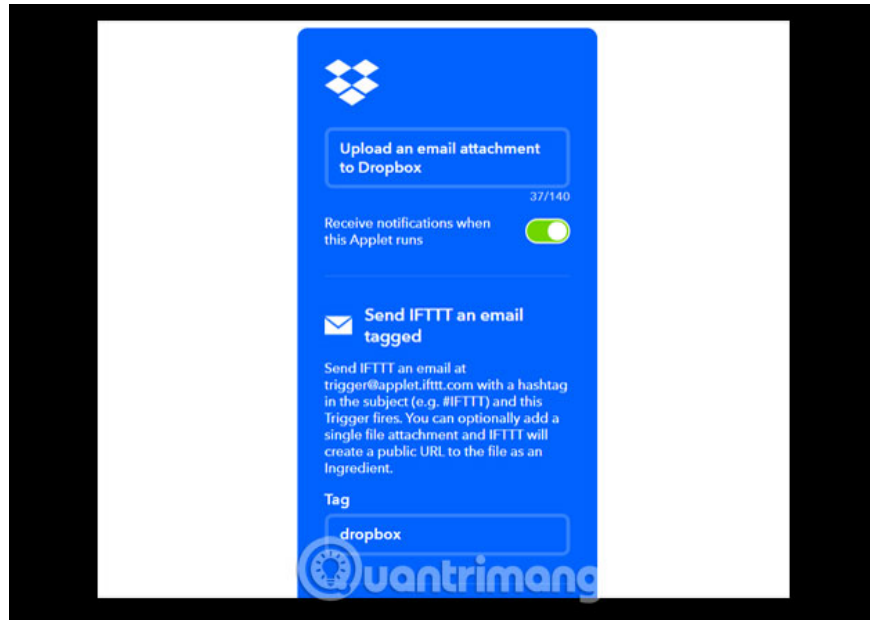 Upload an email attachment
to Dropbox
37/140
Receive notifications when
this Applet runs
Send IFTTT an email
tagged
Send IFTTT an email at
trigger@applet.ifttt.com with a hashtag
in the subject (e.g. #IFTTT) and this
Trigger fires. You can optionally add a
single file attachment and IFTTT will
create a public URL to the file as an
Ingredient.
Tag
dropbox
Quantrimang